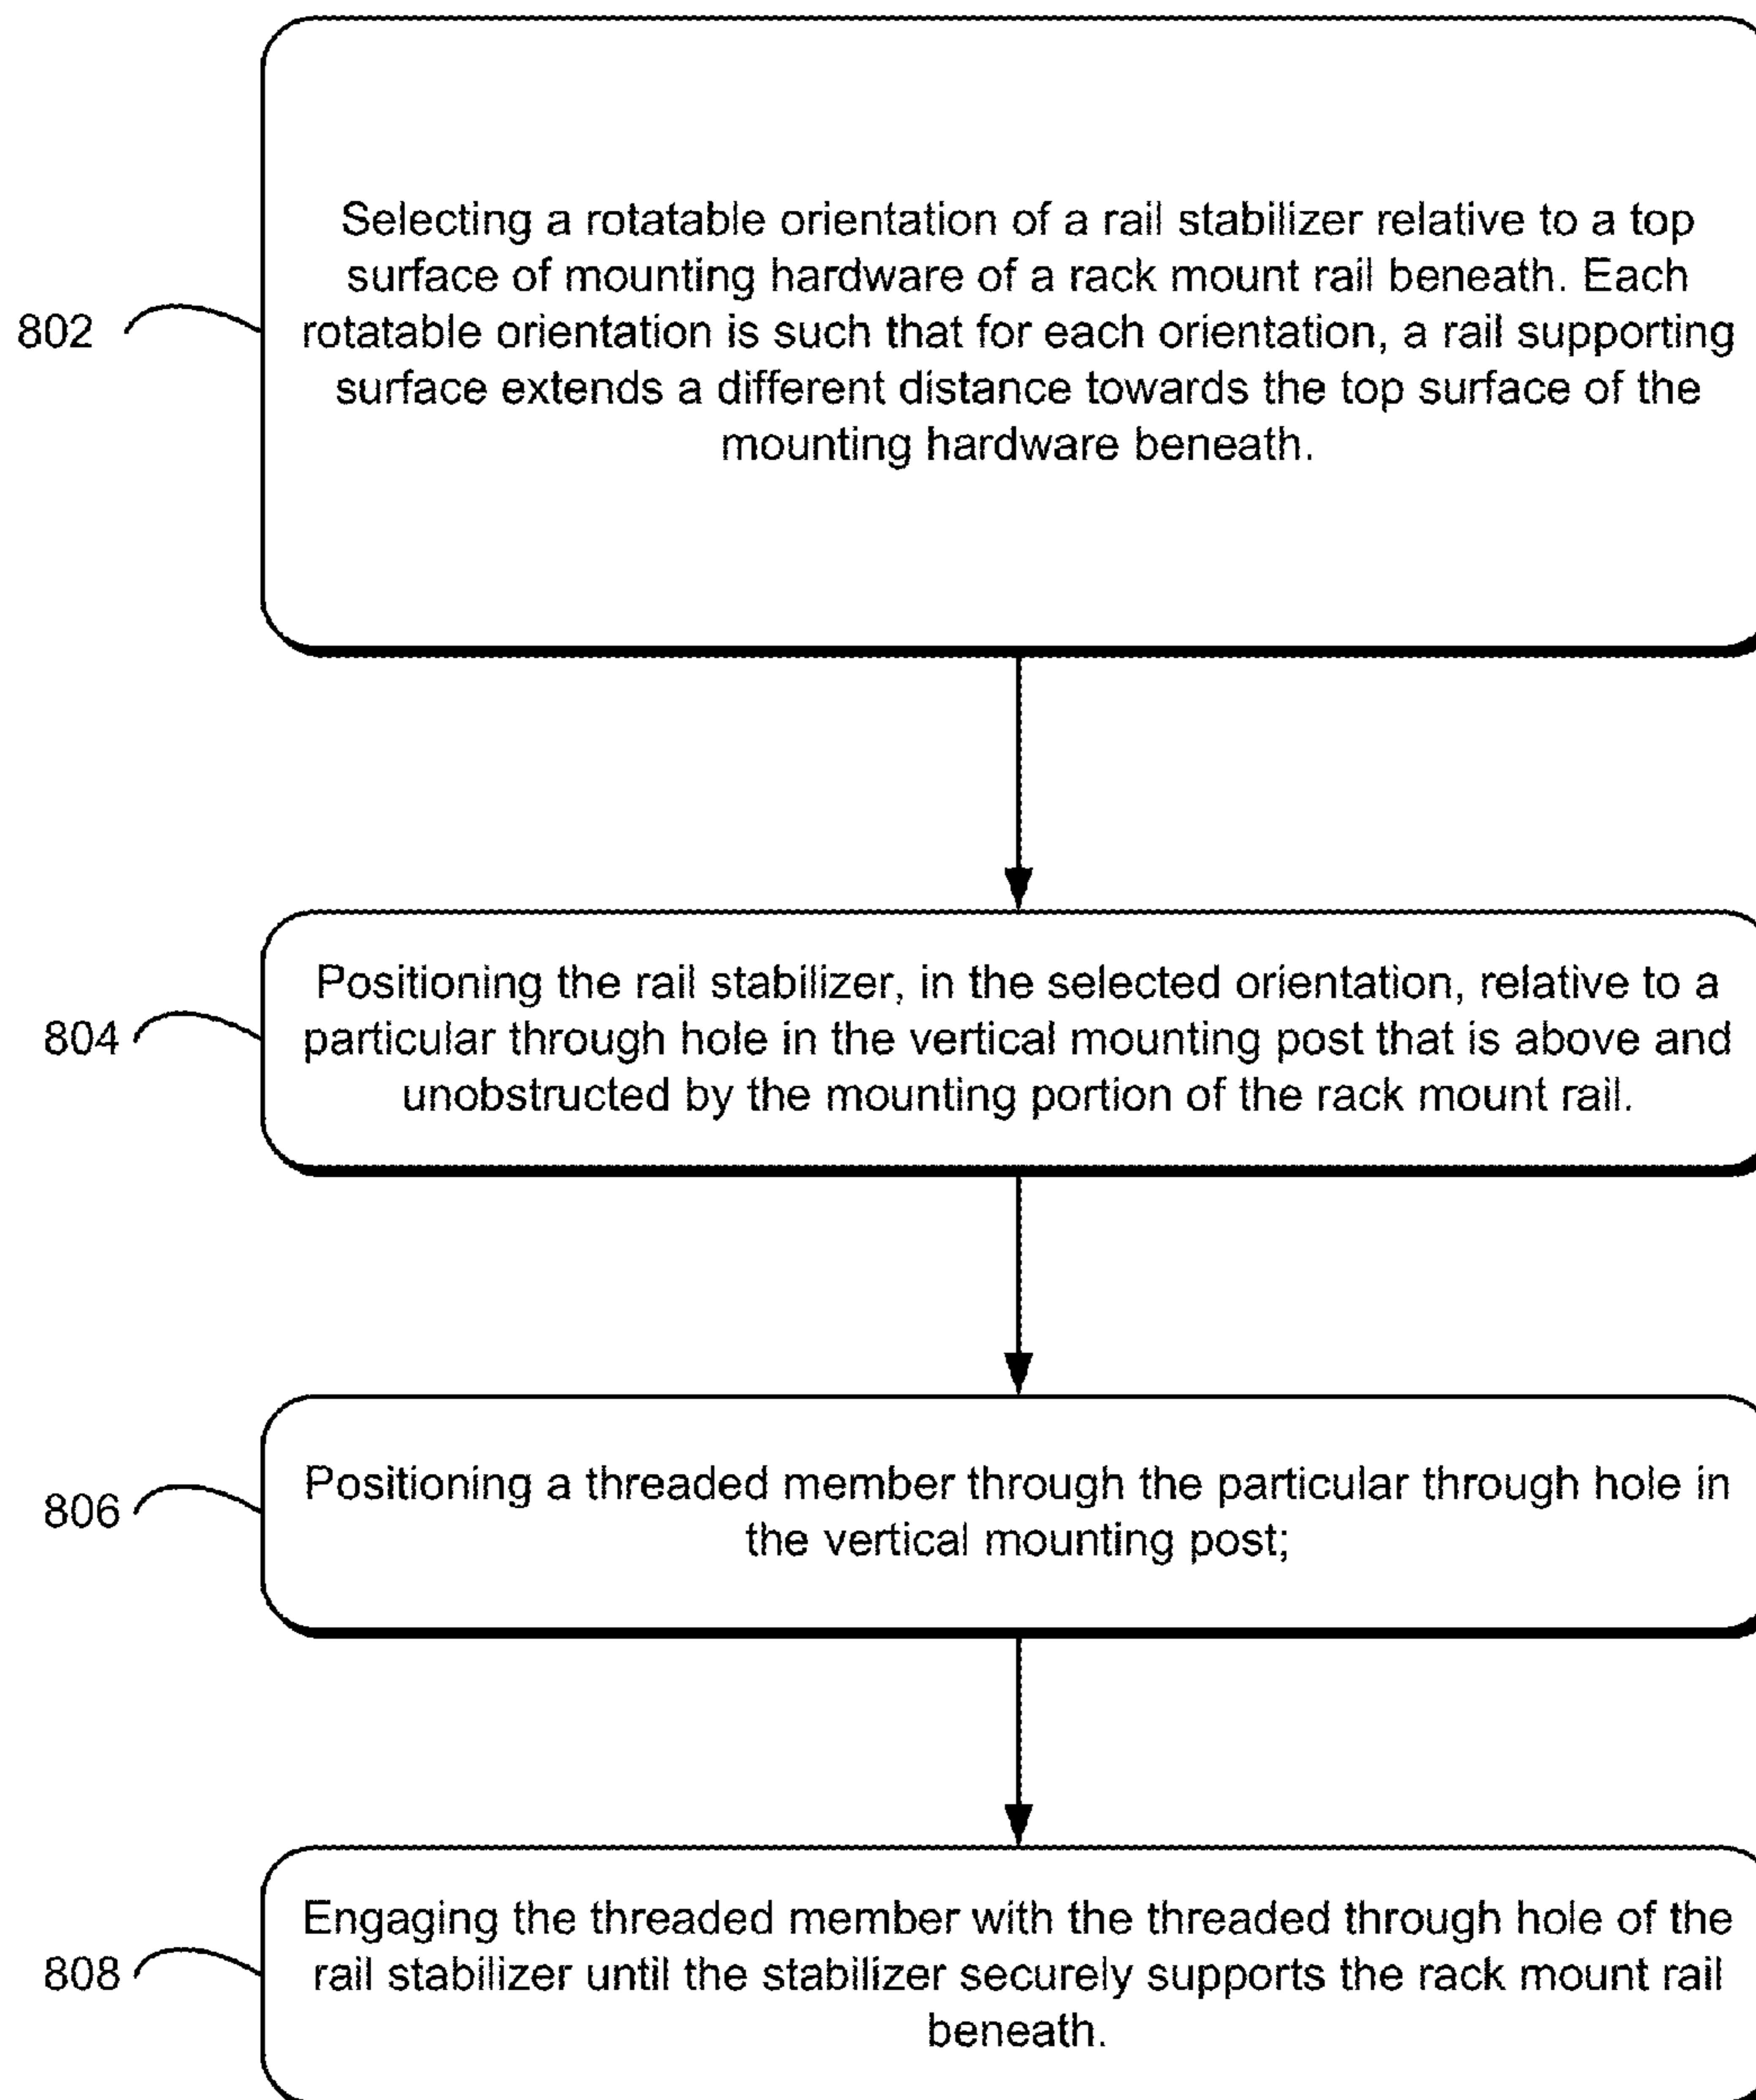 802
Selecting a rotatable orientation of a rail stabilizer relative to a top
surface of mounting hardware of a rack mount rail beneath. Each
rotatable orientation is such that for each orientation, a rail supporting
surface extends a different distance towards the top surface of the
mounting hardware beneath.
804
Positioning the rail stabilizer, in the selected orientation, relative to a
particular through hole in the vertical mounting post that is above and
unobstructed by the mounting portion of the rack mount rail.
806
Positioning a threaded member through the particular through hole in
the vertical mounting post;
808
Engaging the threaded member with the threaded through hole of the
rail stabilizer until the stabilizer securely supports the rack mount rail
beneath.